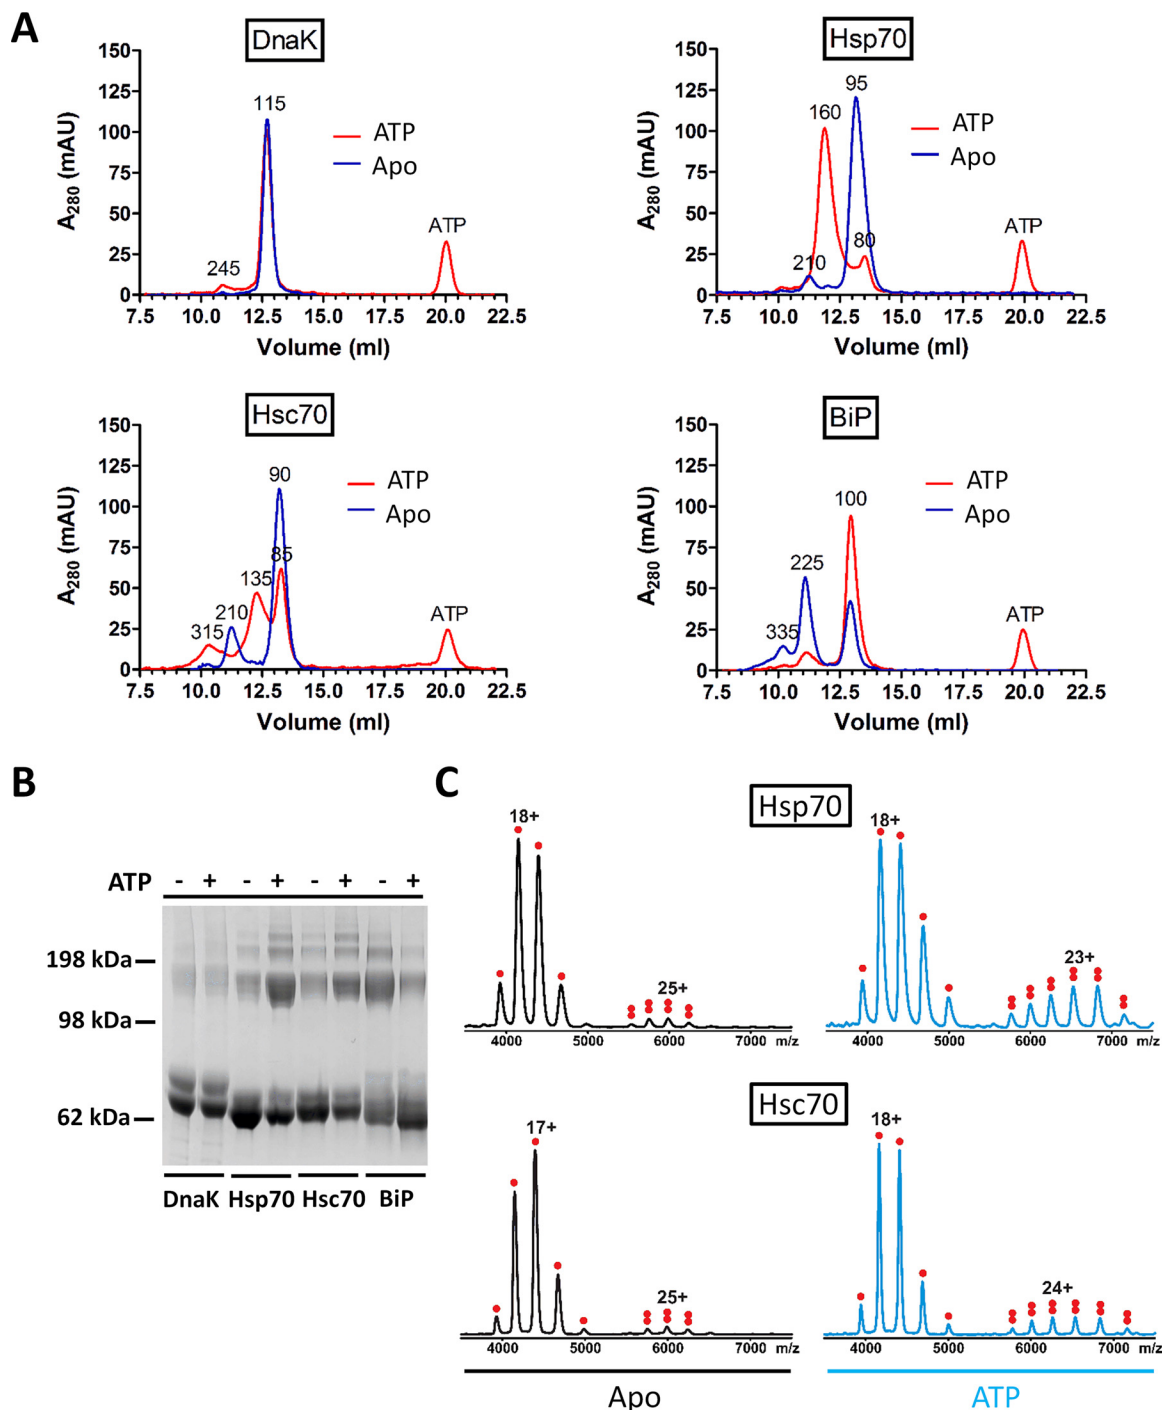 A
DnaK
150
125
100
75
50
25
0
A280 (mAU)
115
245
ATP
ATP
Apo
7.5 10.0 12.5 15.0 17.5 20.0 22.5
Volume (ml)
Hsp70
150
125
100
75
50
25
0
A280 (mAU)
95
160
80
210
ATP
ATP
Apo
7.5 10.0 12.5 15.0 17.5 20.0 22.5
Volume (ml)
Hsc70
150
125
100
75
50
25
0
A280 (mAU)
90
85
135
210
315
ATP
ATP
Apo
7.5 10.0 12.5 15.0 17.5 20.0 22.5
Volume (ml)
BiP
150
125
100
75
50
25
0
A280 (mAU)
100
225
335
ATP
ATP
Apo
7.5 10.0 12.5 15.0 17.5 20.0 22.5
Volume (ml)
B
ATP - + - + - + - +
198 kDa
98 kDa
62 kDa
DnaK Hsp70 Hsc70 BiP
C
Hsp70
18+
25+
4000 5000 6000 7000 m/z
18+
23+
4000 5000 6000 7000 m/z
Hsc70
17+
25+
4000 5000 6000 7000 m/z
18+
24+
4000 5000 6000 7000 m/z
Apo
ATP